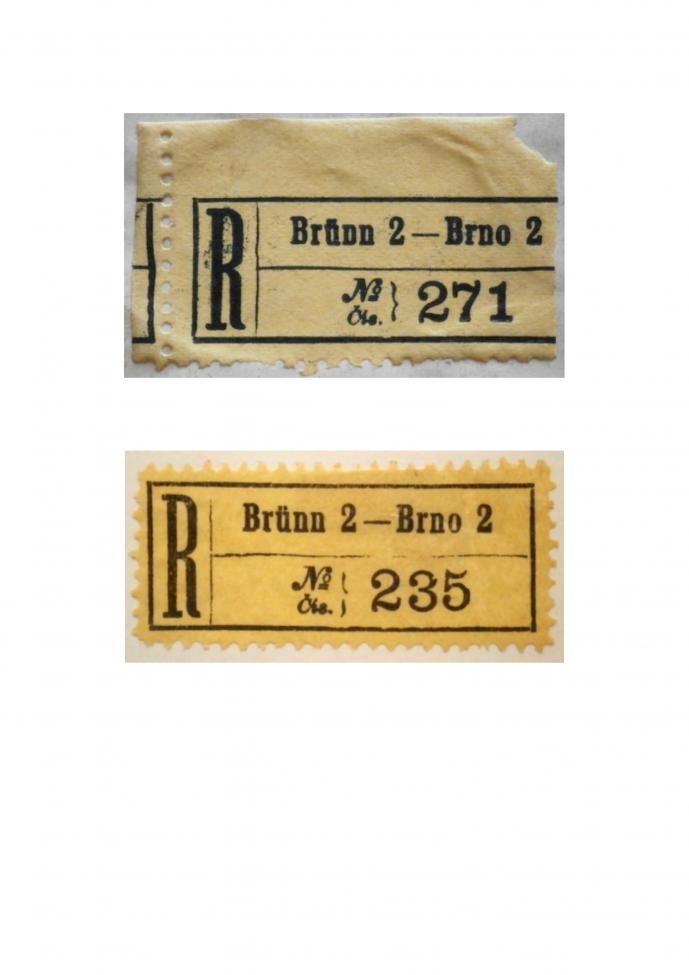 R
Brünn 2 — Brno 2
№ } 271
Čís.
R
Brünn 2 — Brno 2
№ } 235
Čís.